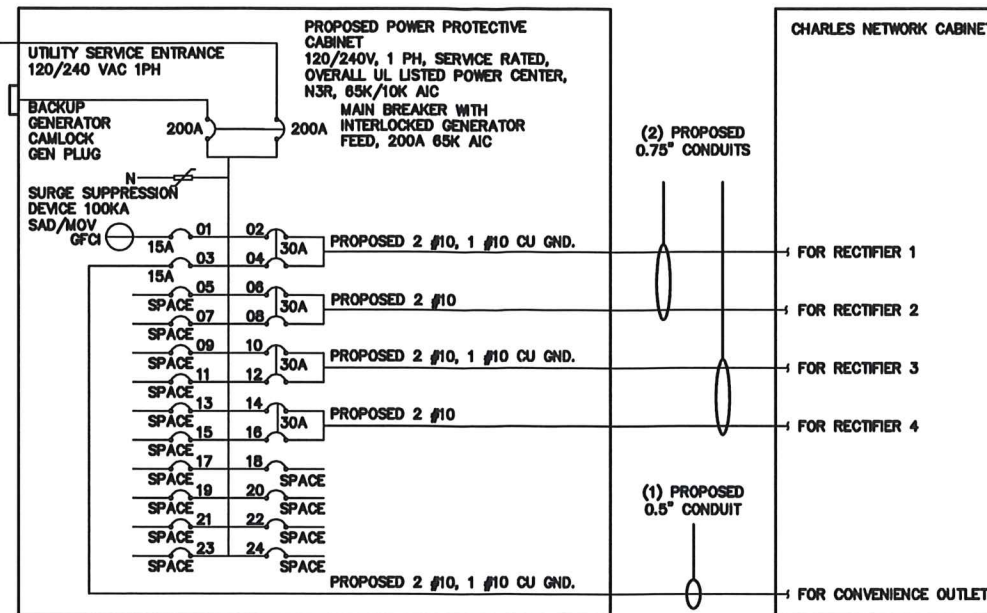 UTILITY SERVICE ENTRANCE
120/240 VAC 1PH
BACKUP
GENERATOR
CAMLOCK
GEN PLUG
200A
200A
PROPOSED POWER PROTECTIVE
CABINET
120/240V, 1 PH, SERVICE RATED,
OVERALL UL LISTED POWER CENTER,
N3R, 65K/10K AIC
MAIN BREAKER WITH
INTERLOCKED GENERATOR
FEED, 200A 65K AIC
N
SURGE SUPPRESSION
DEVICE 100KA
SAD/MOV
GFCI
15A
01
02
30A
03
04
15A
PROPOSED 2 #10, 1 #10 CU GND.
05
06
SPACE
30A
07
08
SPACE
PROPOSED 2 #10
09
10
SPACE
30A
11
12
SPACE
PROPOSED 2 #10, 1 #10 CU GND.
13
14
SPACE
30A
15
16
SPACE
PROPOSED 2 #10
17
18
SPACE
SPACE
19
20
SPACE
SPACE
21
22
SPACE
SPACE
23
24
SPACE
SPACE
PROPOSED 2 #10, 1 #10 CU GND.
(2) PROPOSED
0.75" CONDUITS
(1) PROPOSED
0.5" CONDUIT
CHARLES NETWORK CABINET
FOR RECTIFIER 1
FOR RECTIFIER 2
FOR RECTIFIER 3
FOR RECTIFIER 4
FOR CONVENIENCE OUTLET